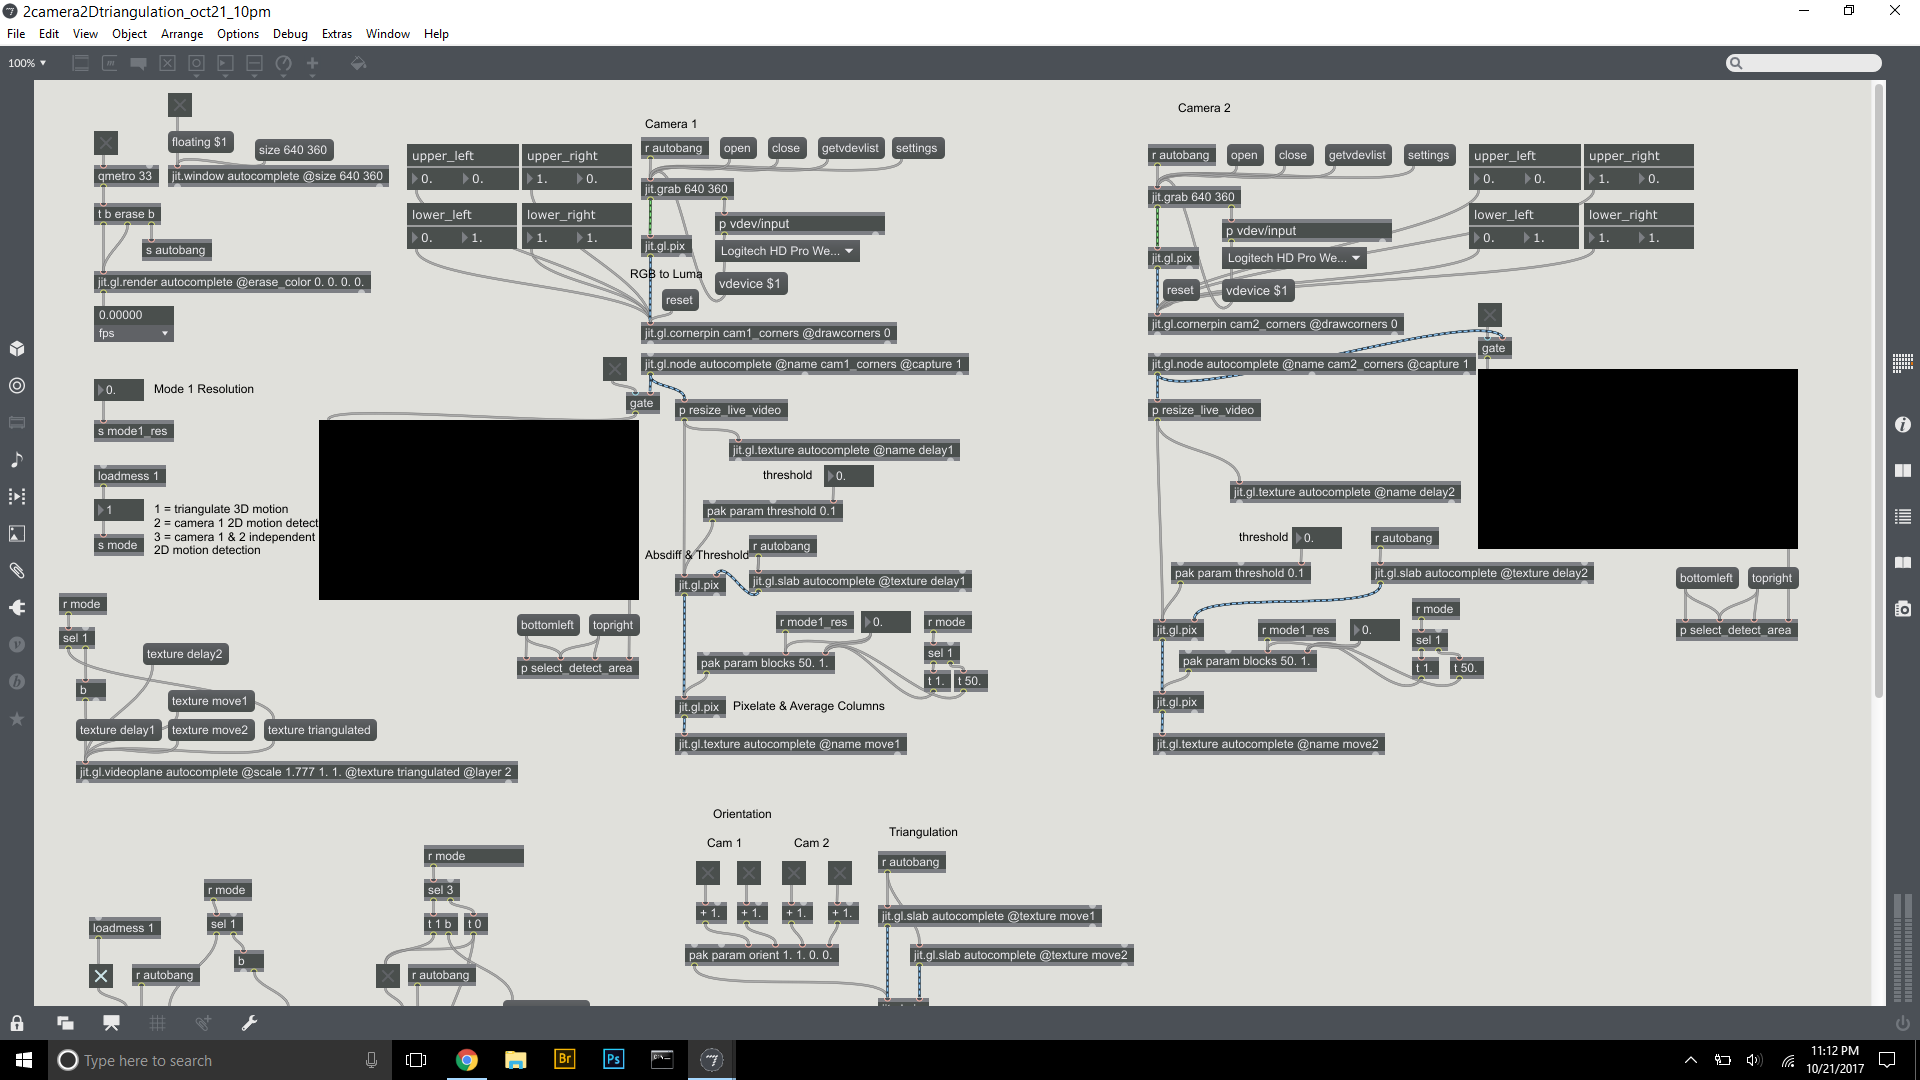 2camera2Dtriangulation_oct21_10pm
File Edit View Object Arrange Options Debug Extras Window Help
100%
floating $1
size 640 360
qmetro 33
jit.window autocomplete @size 640 360
t b erase b
s autobang
jit.gl.render autocomplete @erase_color 0. 0. 0. 0.
0.00000
fps
0.
Mode 1 Resolution
s mode1_res
loadmess 1
1
s mode
1 = triangulate 3D motion
2 = camera 1 2D motion detect
3 = camera 1 & 2 independent
2D motion detection
r mode
sel 1
texture delay2
b
texture move1
texture delay1
texture move2
texture triangulated
jit.gl.videoplane autocomplete @scale 1.777 1. 1. @texture triangulated @layer 2
upper_left
0. 0.
upper_right
1. 0.
lower_left
0. 1.
lower_right
1. 1.
Camera 1
r autobang
open
close
getvdevlist
settings
jit.grab 640 360
p vdev/input
jit.gl.pix
Logitech HD Pro We...
RGB to Luma
vdevice $1
reset
jit.gl.cornerpin cam1_corners @drawcorners 0
jit.gl.node autocomplete @name cam1_corners @capture 1
gate
p resize_live_video
jit.gl.texture autocomplete @name delay1
threshold
0.
pak param threshold 0.1
Absdiff & Threshold
r autobang
jit.gl.pix
jit.gl.slab autocomplete @texture delay1
bottomleft
topright
p select_detect_area
r mode1_res
0.
r mode
sel 1
pak param blocks 50. 1.
t 1.
t 50.
jit.gl.pix
Pixelate & Average Columns
jit.gl.texture autocomplete @name move1
Camera 2
r autobang
open
close
getvdevlist
settings
jit.grab 640 360
p vdev/input
jit.gl.pix
Logitech HD Pro We...
reset
vdevice $1
upper_left
0. 0.
upper_right
1. 0.
lower_left
0. 1.
lower_right
1. 1.
jit.gl.cornerpin cam2_corners @drawcorners 0
gate
jit.gl.node autocomplete @name cam2_corners @capture 1
p resize_live_video
jit.gl.texture autocomplete @name delay2
threshold
0.
r autobang
pak param threshold 0.1
jit.gl.slab autocomplete @texture delay2
bottomleft
topright
p select_detect_area
r mode
jit.gl.pix
r mode1_res
0.
sel 1
pak param blocks 50. 1.
t 1.
t 50.
jit.gl.pix
jit.gl.texture autocomplete @name move2
r mode
sel 1
loadmess 1
b
r autobang
r mode
sel 3
t 1 b
t 0
r autobang
Orientation
Cam 1
Cam 2
+ 1.
+ 1.
+ 1.
+ 1.
pak param orient 1. 1. 0. 0.
Triangulation
r autobang
jit.gl.slab autocomplete @texture move1
jit.gl.slab autocomplete @texture move2
Type here to search
Br
Ps
11:12 PM
10/21/2017